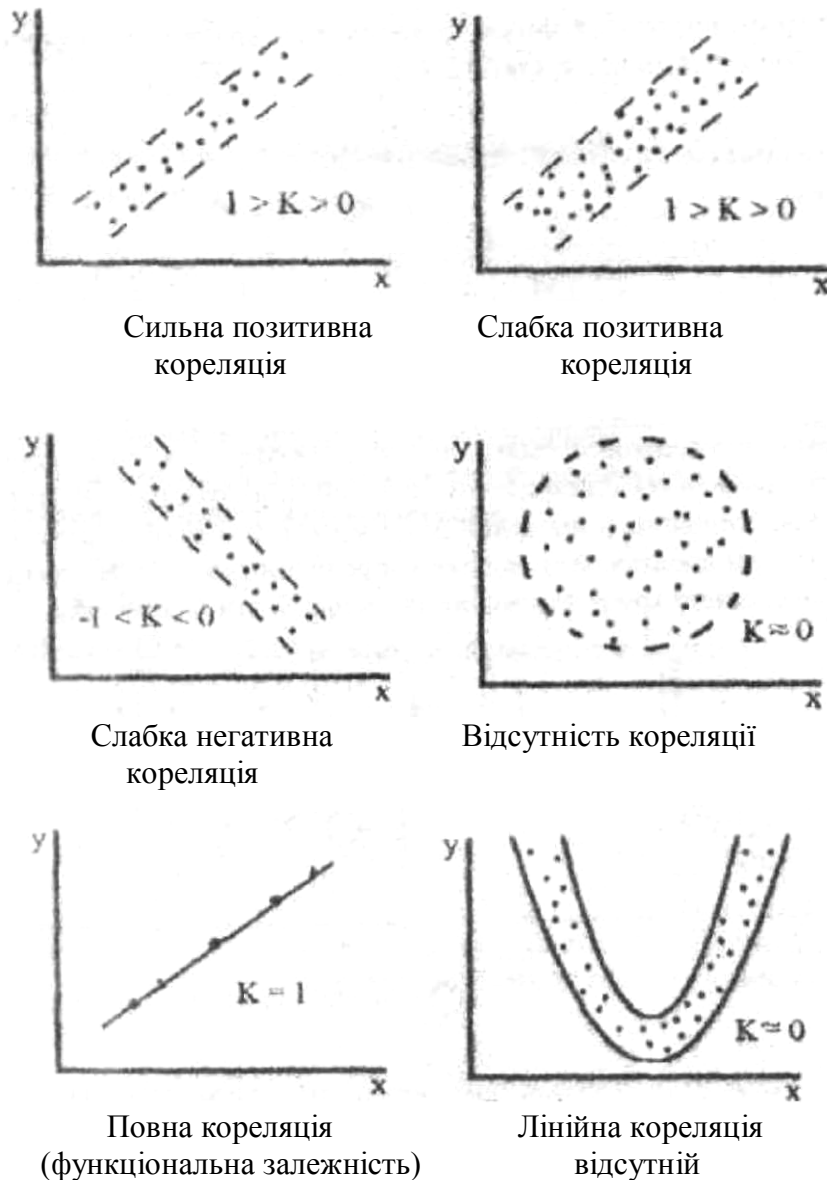 y
1 > K > 0
x
Сильна позитивна
кореляція
y
1 > K > 0
x
Слабка позитивна
кореляція
y
-1 < K < 0
x
Слабка негативна
кореляція
y
K ≈ 0
x
Відсутність кореляції
y
K = 1
x
Повна кореляція
(функціональна залежність)
y
K ≈ 0
x
Лінійна кореляція
відсутній